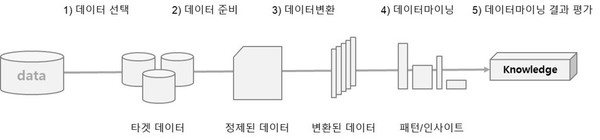 1) 데이터 선택
2) 데이터 준비
3) 데이터변환
4) 데이터마이닝
5) 데이터마이닝 결과 평가
data
Knowledge
타겟 데이터
정제된 데이터
변환된 데이터
패턴/인사이트